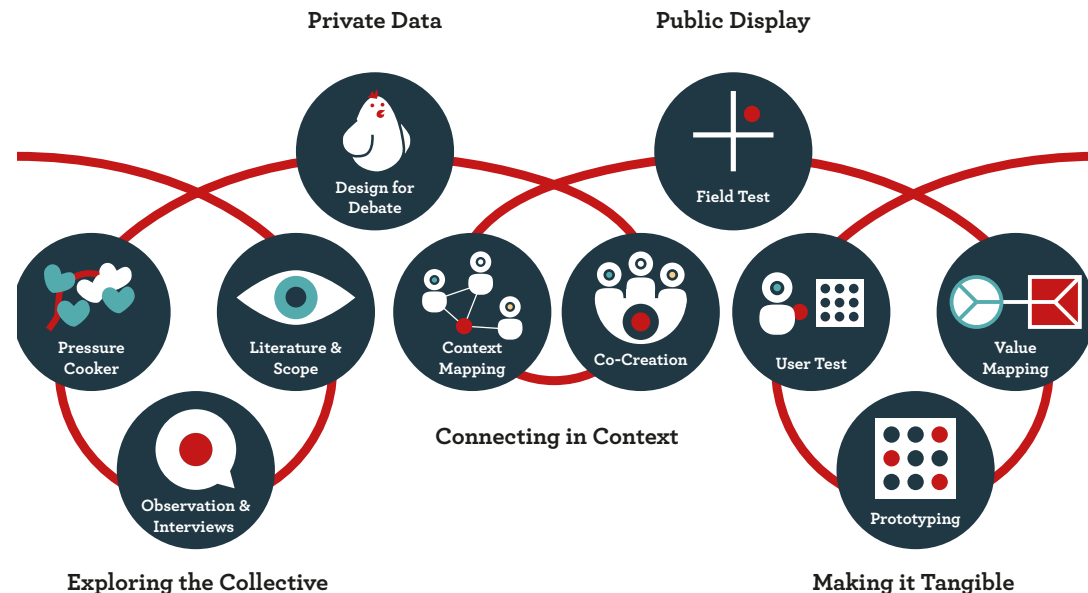 Private Data
Public Display
Design for
Debate
Field Test
Pressure
Cooker
Literature &
Scope
Context
Mapping
Co-Creation
User Test
Value
Mapping
Connecting in Context
Observation &
Interviews
Prototyping
Exploring the Collective
Making it Tangible